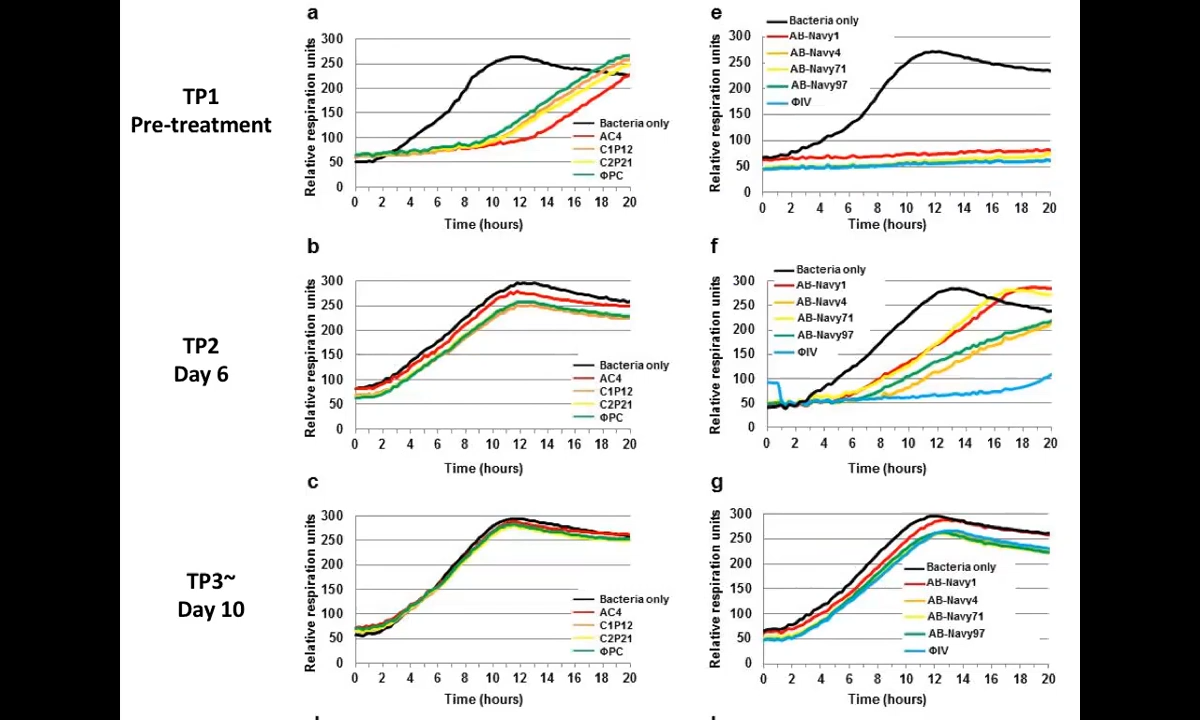 TP1
Pre-treatment
a
Relative respiration units
300
250
200
150
100
50
0
0 2 4 6 8 10 12 14 16 18 20
Time (hours)
Bacteria only
AC4
C1P12
C2P21
ΦPC
e
Relative respiration units
300
250
200
150
100
50
0
0 2 4 6 8 10 12 14 16 18 20
Time (hours)
Bacteria only
AB-Navy1
AB-Navy4
AB-Navy71
AB-Navy97
ΦIV
TP2
Day 6
b
Relative respiration units
300
250
200
150
100
50
0
0 2 4 6 8 10 12 14 16 18 20
Time (hours)
Bacteria only
AC4
C1P12
C2P21
ΦPC
f
Relative respiration units
300
250
200
150
100
50
0
0 2 4 6 8 10 12 14 16 18 20
Time (hours)
Bacteria only
AB-Navy1
AB-Navy4
AB-Navy71
AB-Navy97
ΦIV
TP3~
Day 10
c
Relative respiration units
300
250
200
150
100
50
0
0 2 4 6 8 10 12 14 16 18 20
Time (hours)
Bacteria only
AC4
C1P12
C2P21
ΦPC
g
Relative respiration units
300
250
200
150
100
50
0
0 2 4 6 8 10 12 14 16 18 20
Time (hours)
Bacteria only
AB-Navy1
AB-Navy4
AB-Navy71
AB-Navy97
ΦIV